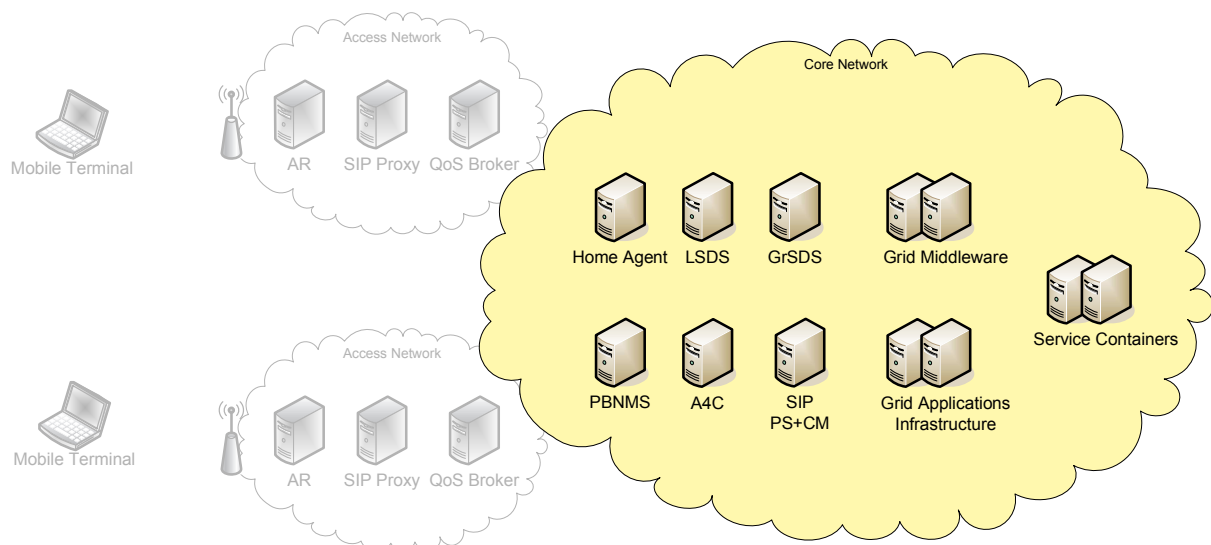 Access Network
Core Network
Mobile Terminal
AR
SIP Proxy
QoS Broker
Home Agent
LSDS
GrSDS
Grid Middleware
Service Containers
Access Network
PBNMS
A4C
SIP
PS+CM
Grid Applications
Infrastructure
Mobile Terminal
AR
SIP Proxy
QoS Broker